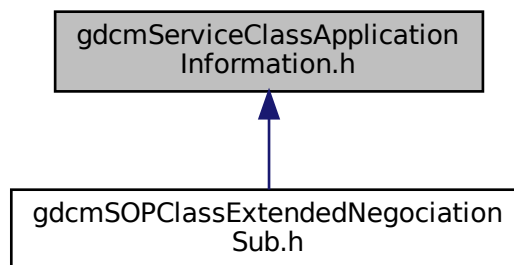 gdcmServiceClassApplication
Information.h
gdcmSOPClassExtendedNegociation
Sub.h